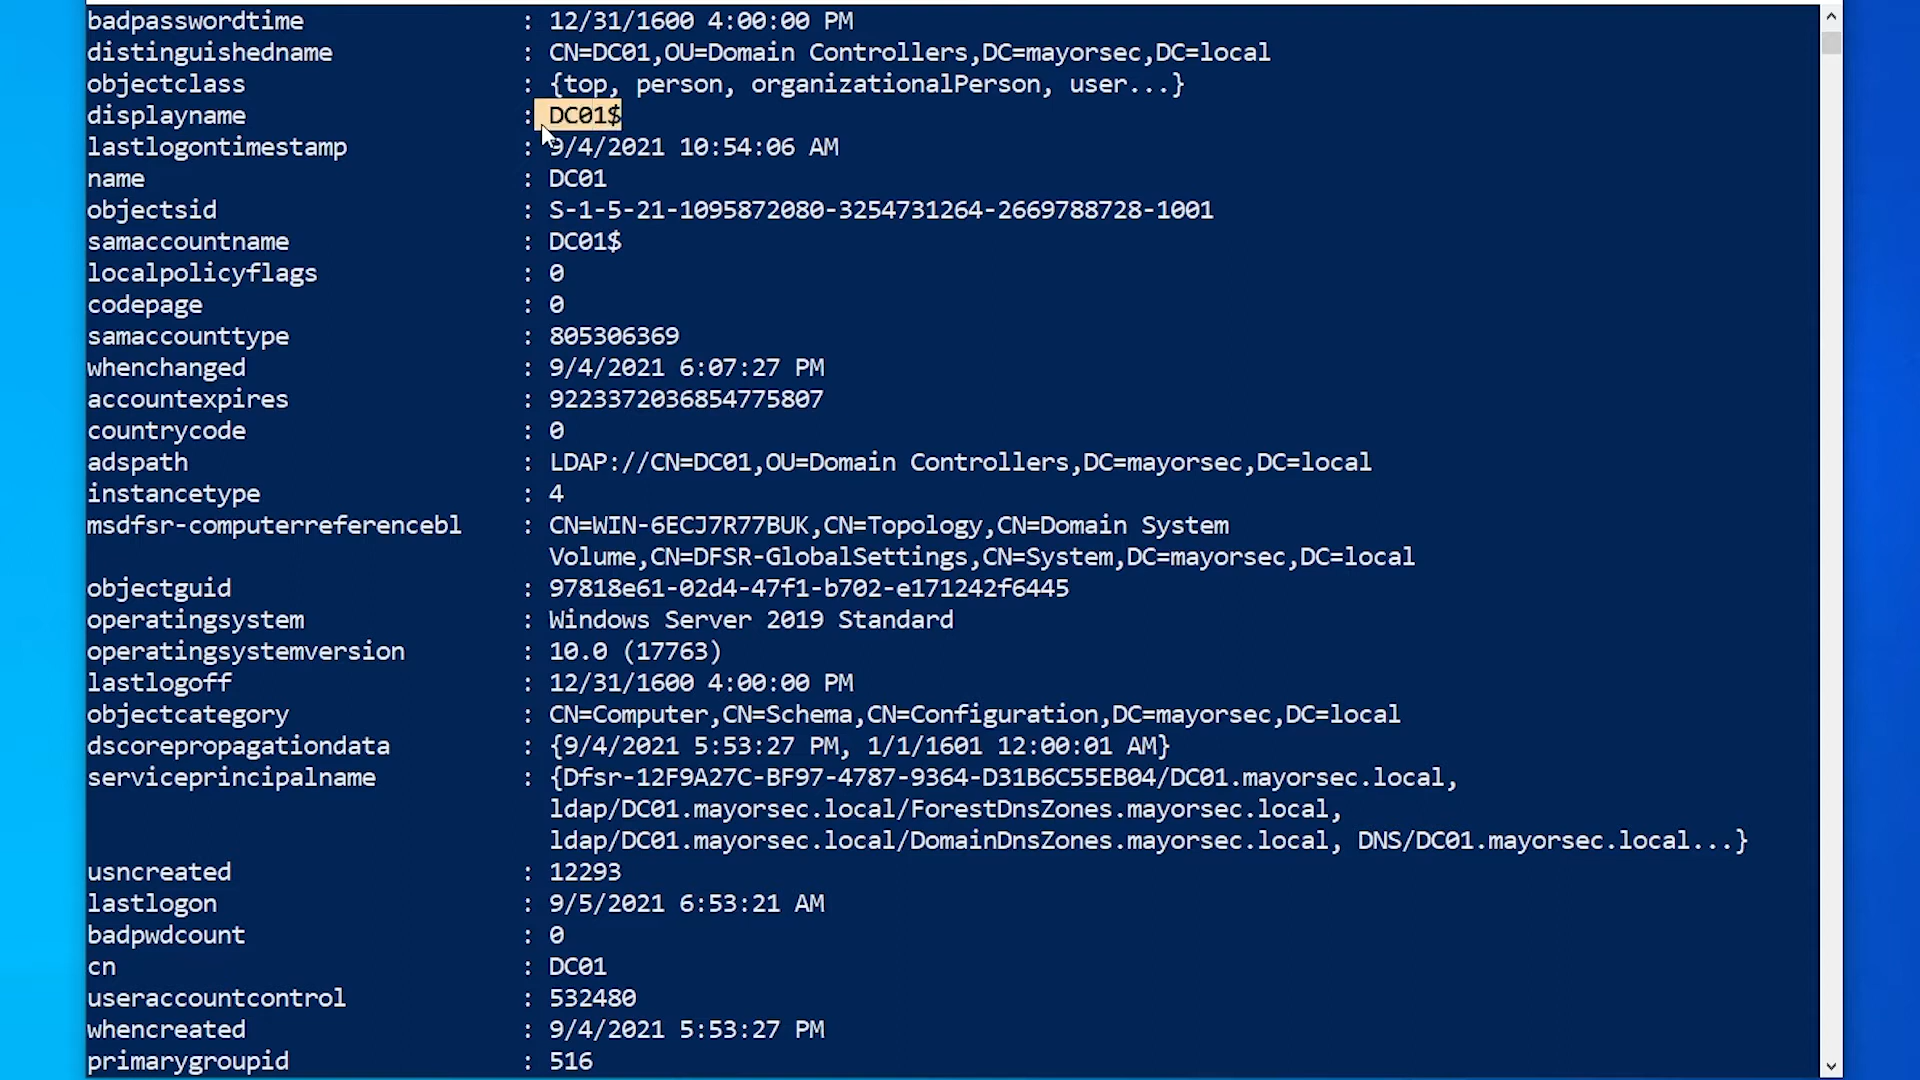 badpasswordtime : 12/31/1600 4:00:00 PM
distinguishedname : CN=DC01,OU=Domain Controllers,DC=mayorsec,DC=local
objectclass : {top, person, organizationalPerson, user...}
displayname : DC01$
lastlogontimestamp : 9/4/2021 10:54:06 AM
name : DC01
objectsid : S-1-5-21-1095872080-3254731264-2669788728-1001
samaccountname : DC01$
localpolicyflags : 0
codepage : 0
samaccounttype : 805306369
whenchanged : 9/4/2021 6:07:27 PM
accountexpires : 9223372036854775807
countrycode : 0
adspath : LDAP://CN=DC01,OU=Domain Controllers,DC=mayorsec,DC=local
instancetype : 4
msdfsr-computerreferencebl : CN=WIN-6ECJ7R77BUK,CN=Topology,CN=Domain System
Volume,CN=DFSR-GlobalSettings,CN=System,DC=mayorsec,DC=local
objectguid : 97818e61-02d4-47f1-b702-e171242f6445
operatingsystem : Windows Server 2019 Standard
operatingsystemversion : 10.0 (17763)
lastlogoff : 12/31/1600 4:00:00 PM
objectcategory : CN=Computer,CN=Schema,CN=Configuration,DC=mayorsec,DC=local
dscorepropagationdata : {9/4/2021 5:53:27 PM, 1/1/1601 12:00:01 AM}
serviceprincipalname : {Dfsr-12F9A27C-BF97-4787-9364-D31B6C55EB04/DC01.mayorsec.local,
ldap/DC01.mayorsec.local/ForestDnsZones.mayorsec.local,
ldap/DC01.mayorsec.local/DomainDnsZones.mayorsec.local, DNS/DC01.mayorsec.local...}
usncreated : 12293
lastlogon : 9/5/2021 6:53:21 AM
badpwdcount : 0
cn : DC01
useraccountcontrol : 532480
whencreated : 9/4/2021 5:53:27 PM
primarygroupid : 516